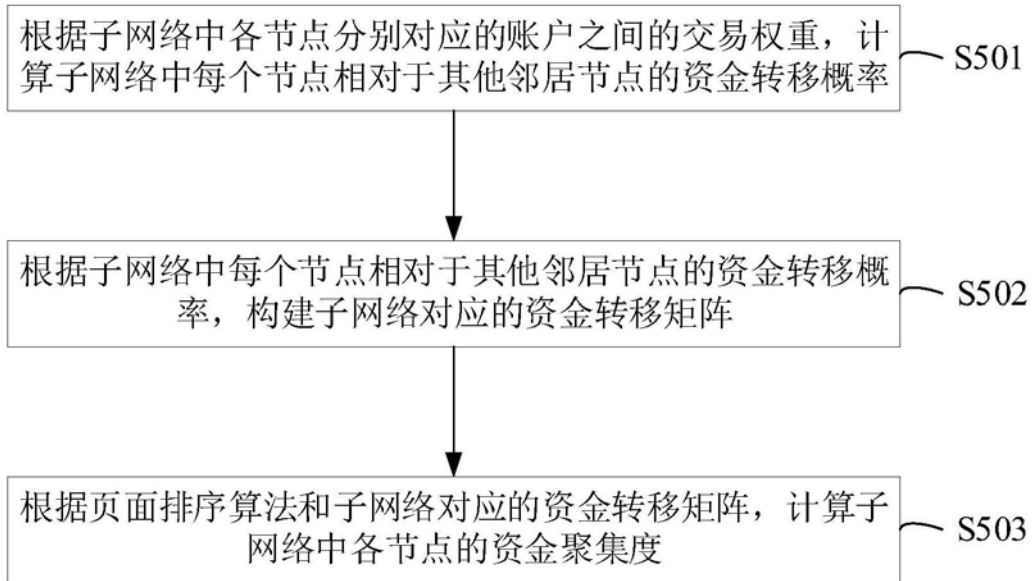 根据子网络中各节点分别对应的账户之间的交易权重，计
算子网络中每个节点相对于其他邻居节点的资金转移概率
S501
根据子网络中每个节点相对于其他邻居节点的资金转移概
率，构建子网络对应的资金转移矩阵
S502
根据页面排序算法和子网络对应的资金转移矩阵，计算子
网络中各节点的资金聚集度
S503